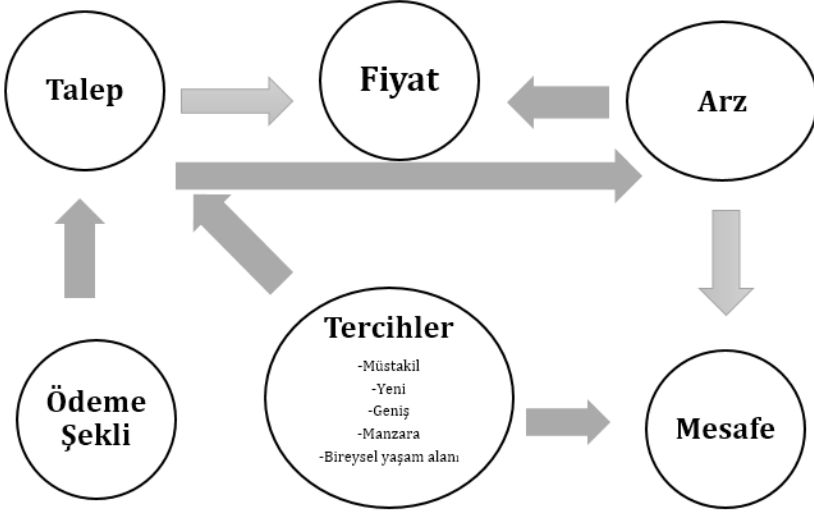 Talep
Fiyat
Arz
Ödeme
Şekli
Tercihler
-Müstakil
-Yeni
-Geniş
-Manzara
-Bireysel yaşam alanı
Mesafe